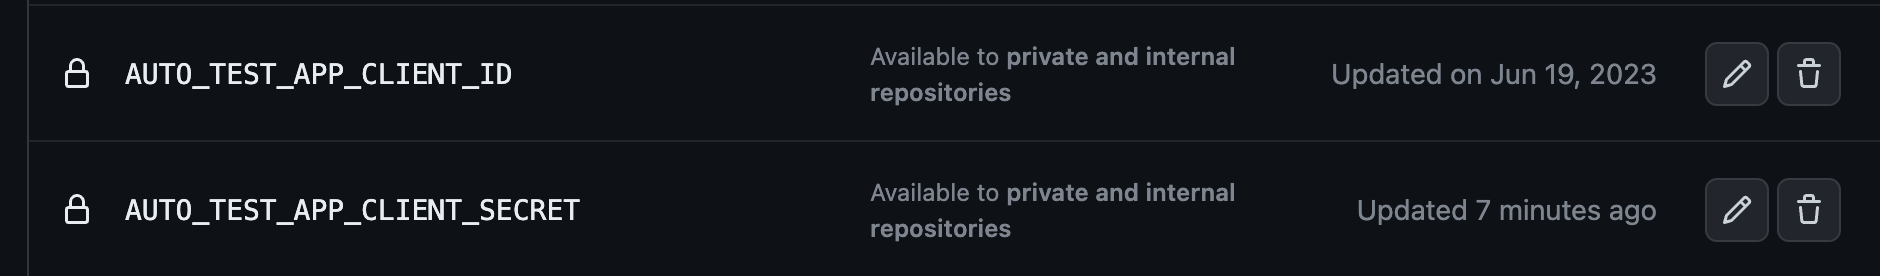 AUTO_TEST_APP_CLIENT_ID
Available to private and internal
repositories
Updated on Jun 19, 2023
AUTO_TEST_APP_CLIENT_SECRET
Available to private and internal
repositories
Updated 7 minutes ago